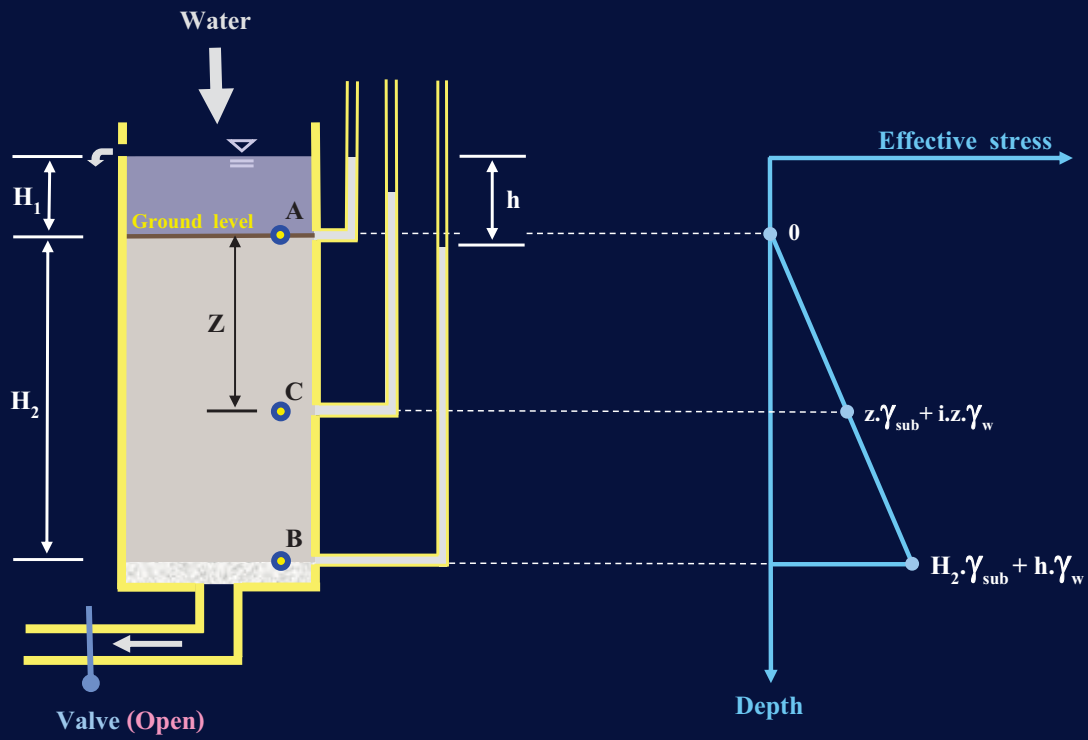 Water
Effective stress
H₁
h
Ground level
A
0
Z
H₂
C
z.γsub + i.z.γw
B
H₂.γsub + h.γw
Depth
Valve (Open)